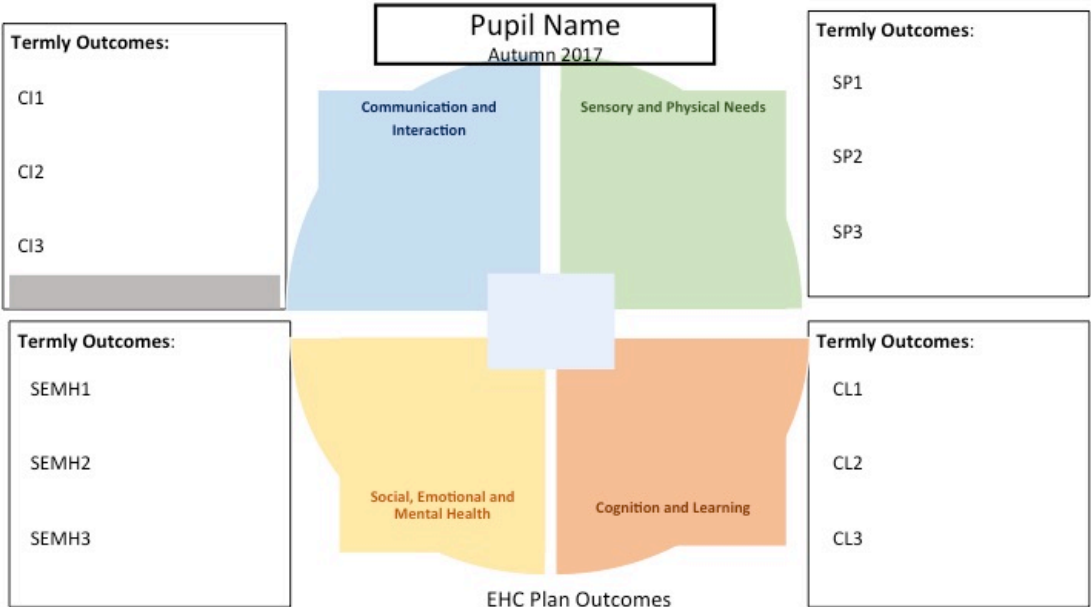 Pupil Name
Autumn 2017
Termly Outcomes:
CI1
CI2
CI3
Communication and
Interaction
Sensory and Physical Needs
Termly Outcomes:
SP1
SP2
SP3
Termly Outcomes:
SEMH1
SEMH2
SEMH3
Social, Emotional and
Mental Health
Cognition and Learning
Termly Outcomes:
CL1
CL2
CL3
EHC Plan Outcomes